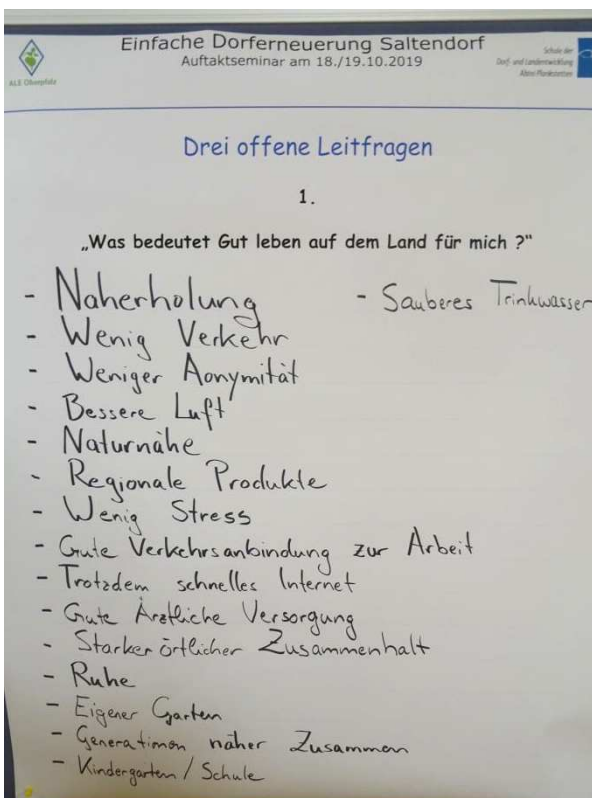 Einfache Dorferneuerung Saltendorf
Auftaktseminar am 18./19.10.2019
ALE Oberpfalz
Schule der
Dorf- und Landentwicklung
Abtei Plankstetten
Drei offene Leitfragen
1.
„Was bedeutet Gut leben auf dem Land für mich ?"
- Naherholung
- Sauberes Trinkwasser
- Wenig Verkehr
- Weniger Aonymität
- Bessere Luft
- Naturnähe
- Regionale Produkte
- Wenig Stress
- Gute Verkehrsanbindung zur Arbeit
- Trotzdem schnelles Internet
- Gute Ärztliche Versorgung
- Starker örtlicher Zusammenhalt
- Ruhe
- Eigener Garten
- Generationen näher Zusammen
- Kindergarten / Schule